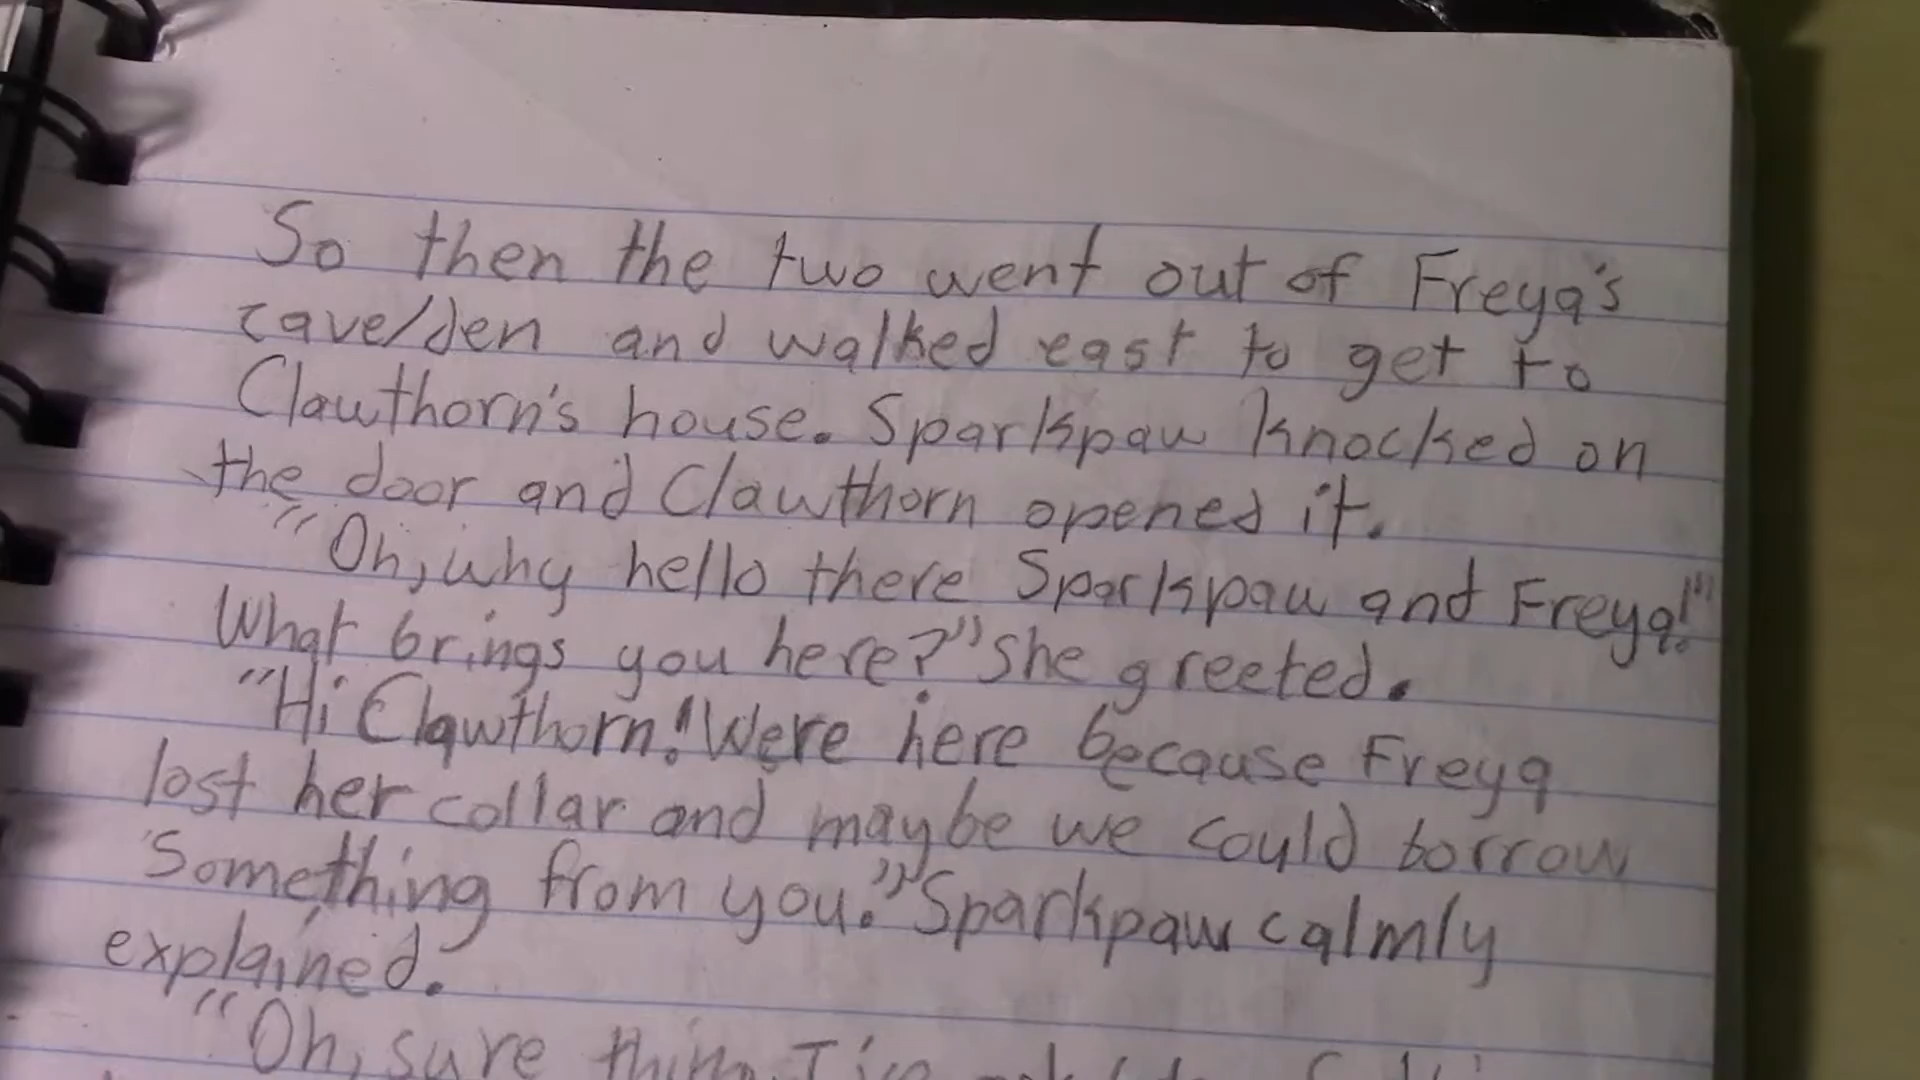 So then the two went out of Freya's
cave/den and walked east to get to
Clawthorn's house. Sparkpaw knocked on
the door and Clawthorn opened it.
"Oh, why hello there Sparkpaw and Freya!"
What brings you here?" she greeted.
"Hi Clawthorn! Were here because Freya
lost her collar and maybe we could borrow
Something from you." Sparkpaw calmly
explained.
"Oh, sure thing.